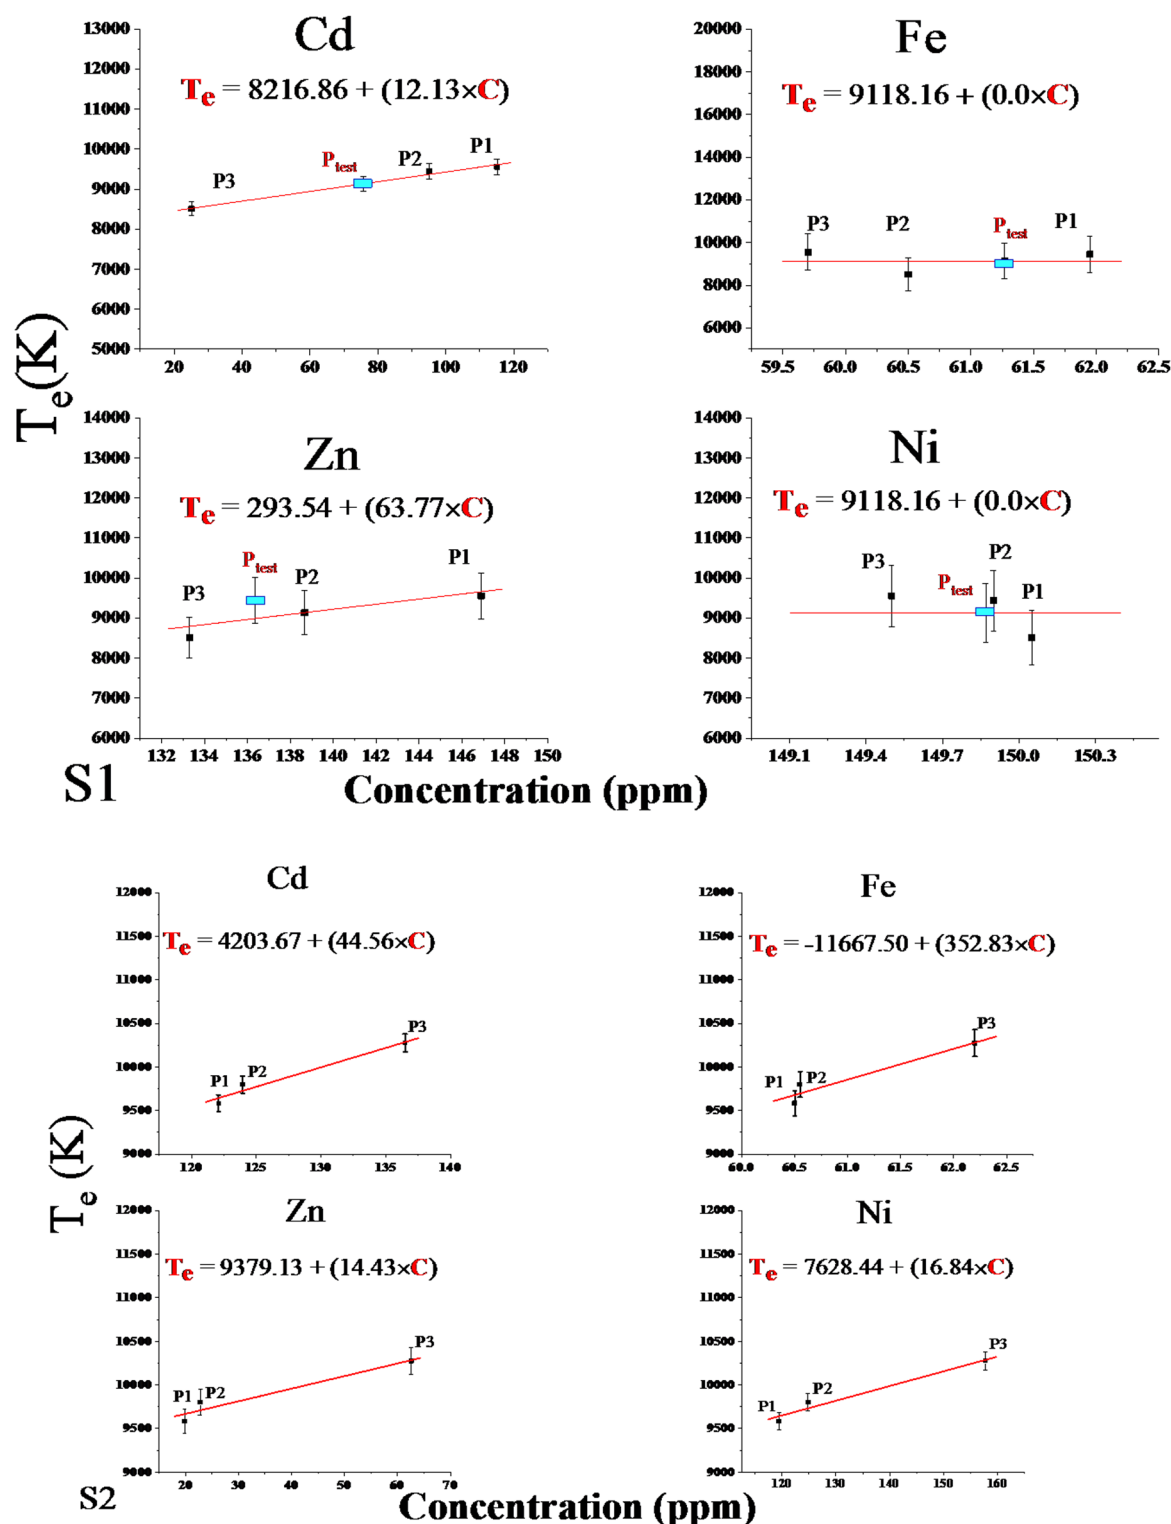 Cd
Te = 8216.86 + (12.13×C)
13000
12000
11000
10000
9000
8000
7000
6000
5000
P3
Ptest
P2
P1
20 40 60 80 100 120
Fe
Te = 9118.16 + (0.0×C)
20000
18000
16000
14000
12000
10000
8000
6000
P3
P2
Ptest
P1
59.5 60.0 60.5 61.0 61.5 62.0 62.5
Te(K)
Zn
Te = 293.54 + (63.77×C)
14000
13000
12000
11000
10000
9000
8000
7000
6000
P3
Ptest
P2
P1
132 134 136 138 140 142 144 146 148 150
Ni
Te = 9118.16 + (0.0×C)
14000
13000
12000
11000
10000
9000
8000
7000
6000
P3
Ptest
P2
P1
149.1 149.4 149.7 150.0 150.3
S1
Concentration (ppm)
Cd
Te = 4203.67 + (44.56×C)
12000
11500
11000
10500
10000
9500
9000
P1
P2
P3
120 125 130 135 140
Fe
Te = -11667.50 + (352.83×C)
12000
11500
11000
10500
10000
9500
9000
P1
P2
P3
60.0 60.5 61.0 61.5 62.0 62.5
Te (K)
Zn
Te = 9379.13 + (14.43×C)
12000
11500
11000
10500
10000
9500
9000
P1
P2
P3
20 30 40 50 60 70
Ni
Te = 7628.44 + (16.84×C)
12000
11500
11000
10500
10000
9500
9000
P1
P2
P3
120 130 140 150 160
S2
Concentration (ppm)